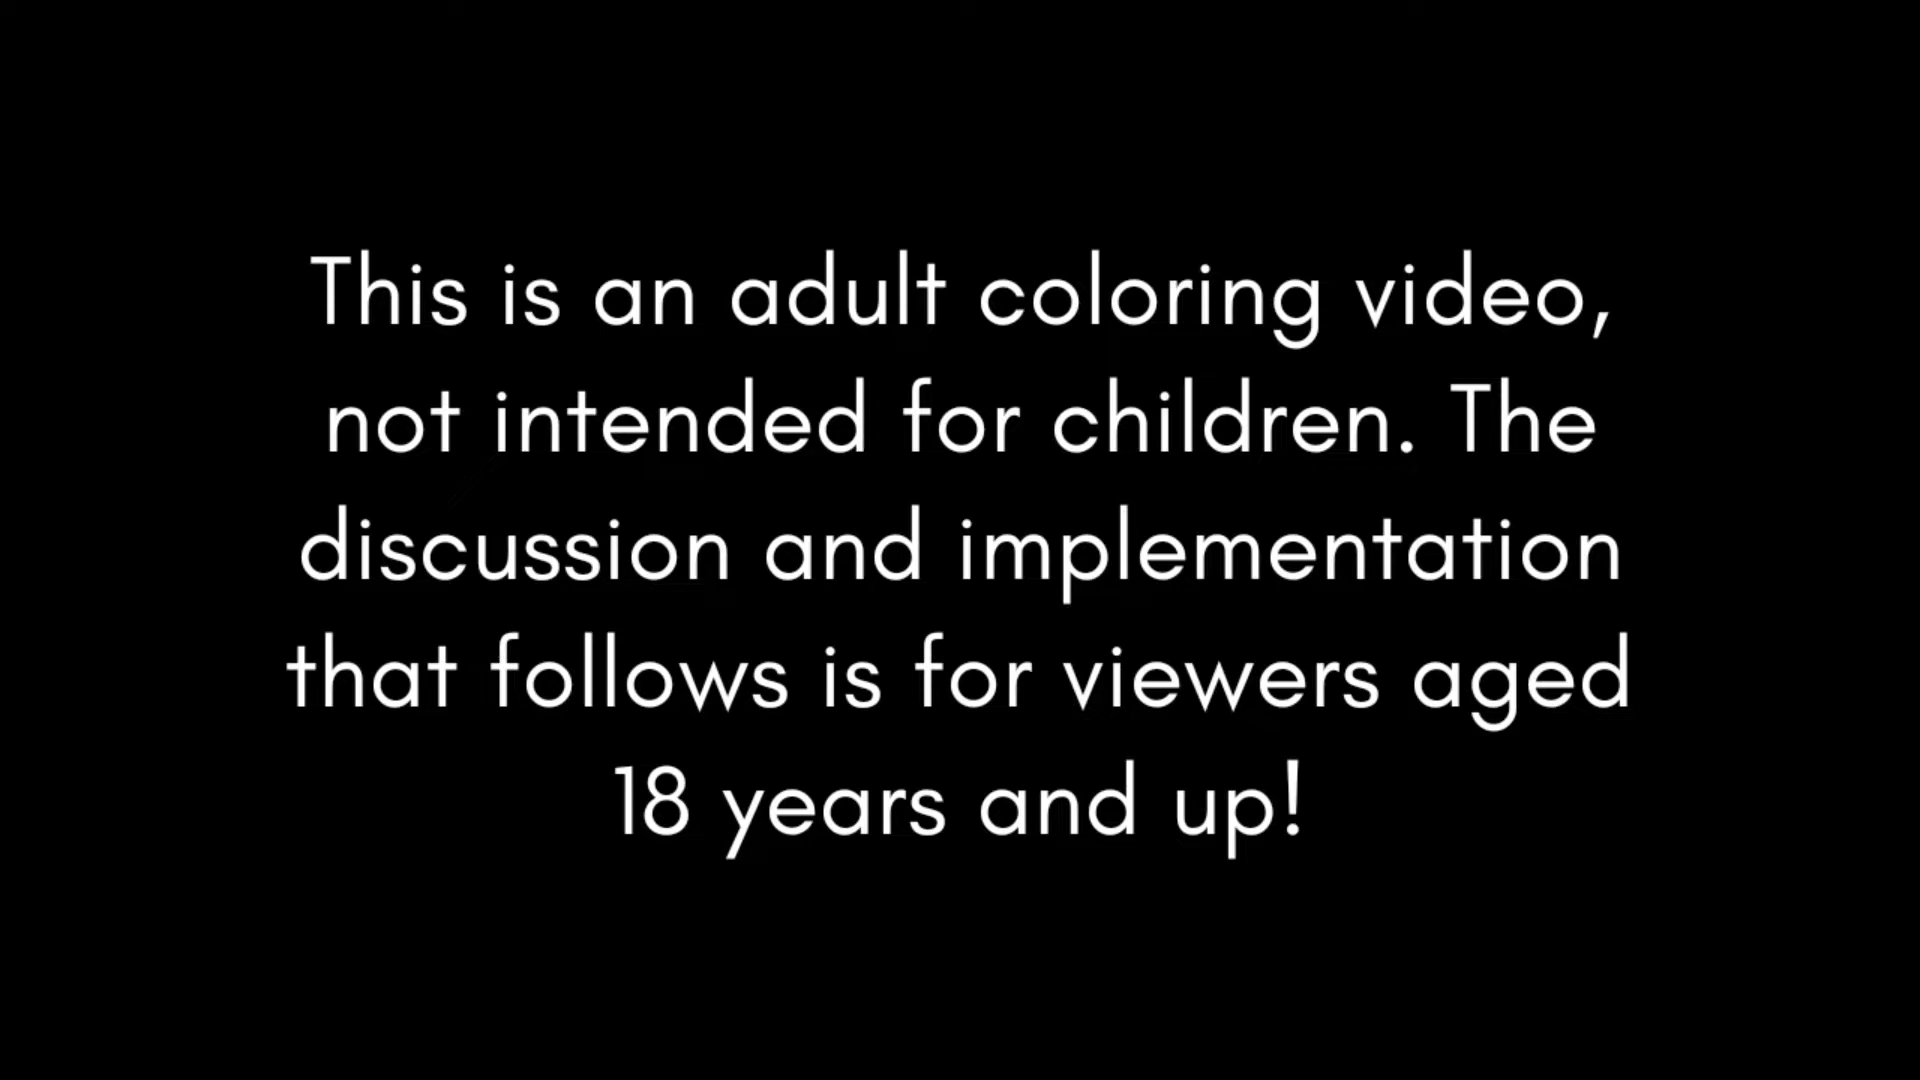 This is an adult coloring video,
not intended for children. The
discussion and implementation
that follows is for viewers aged
18 years and up!